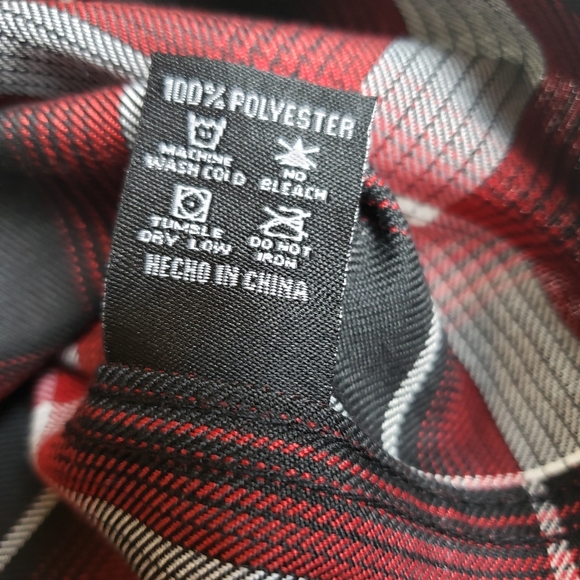 100% POLYESTER
MACHINE
WASH COLD
NO
BLEACH
TUMBLE
DRY LOW
DO NOT
IRON
HECHO IN CHINA